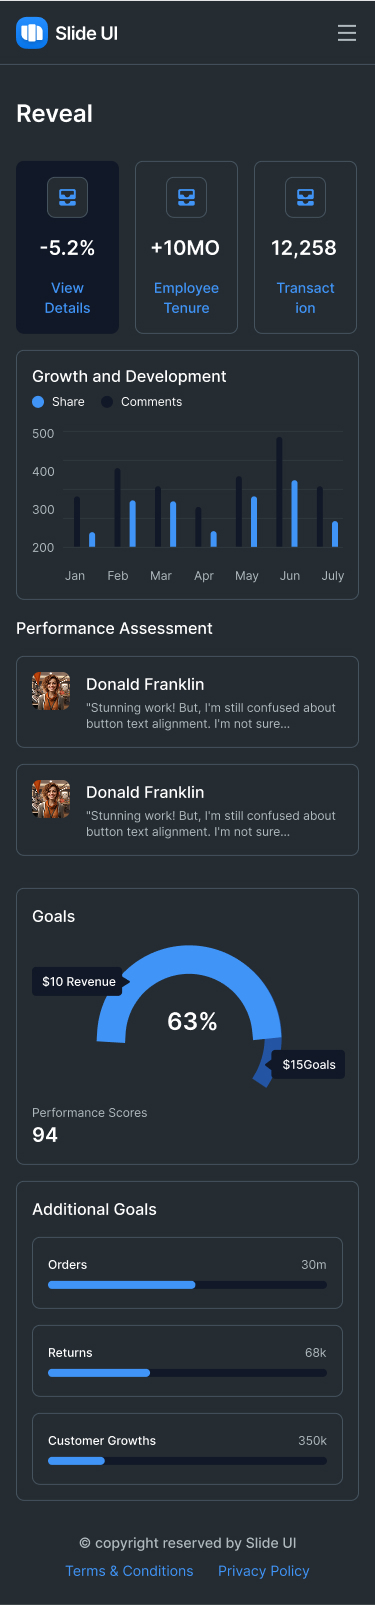 Slide UI
Reveal
-5.2%
View
Details
+10MO
Employee
Tenure
12,258
Transact
ion
Growth and Development
Share
Comments
500
400
300
200
Jan
Feb
Mar
Apr
May
Jun
July
Performance Assessment
Donald Franklin
"Stunning work! But, I'm still confused about
button text alignment. I'm not sure...
Donald Franklin
"Stunning work! But, I'm still confused about
button text alignment. I'm not sure...
Goals
$10 Revenue
63%
$15Goals
Performance Scores
94
Additional Goals
Orders
30m
Returns
68k
Customer Growths
350k
© copyright reserved by Slide UI
Terms & Conditions
Privacy Policy